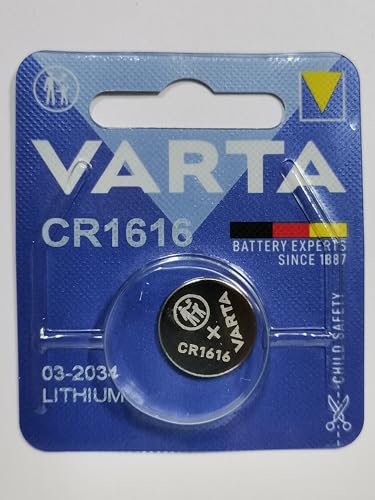 VARTA
CR1616
BATTERY EXPERTS
SINCE 1887
VARTA
+
CR1616
03-2034
LITHIUM
CHILD SAFETY